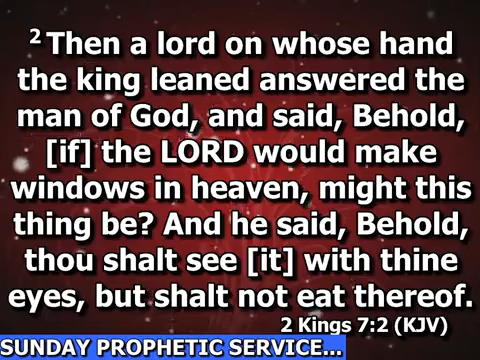 2 Then a lord on whose hand
the king leaned answered the
man of God, and said, Behold,
[if] the LORD would make
windows in heaven, might this
thing be? And he said, Behold,
thou shalt see [it] with thine
eyes, but shalt not eat thereof.
2 Kings 7:2 (KJV)
SUNDAY PROPHETIC SERVICE...